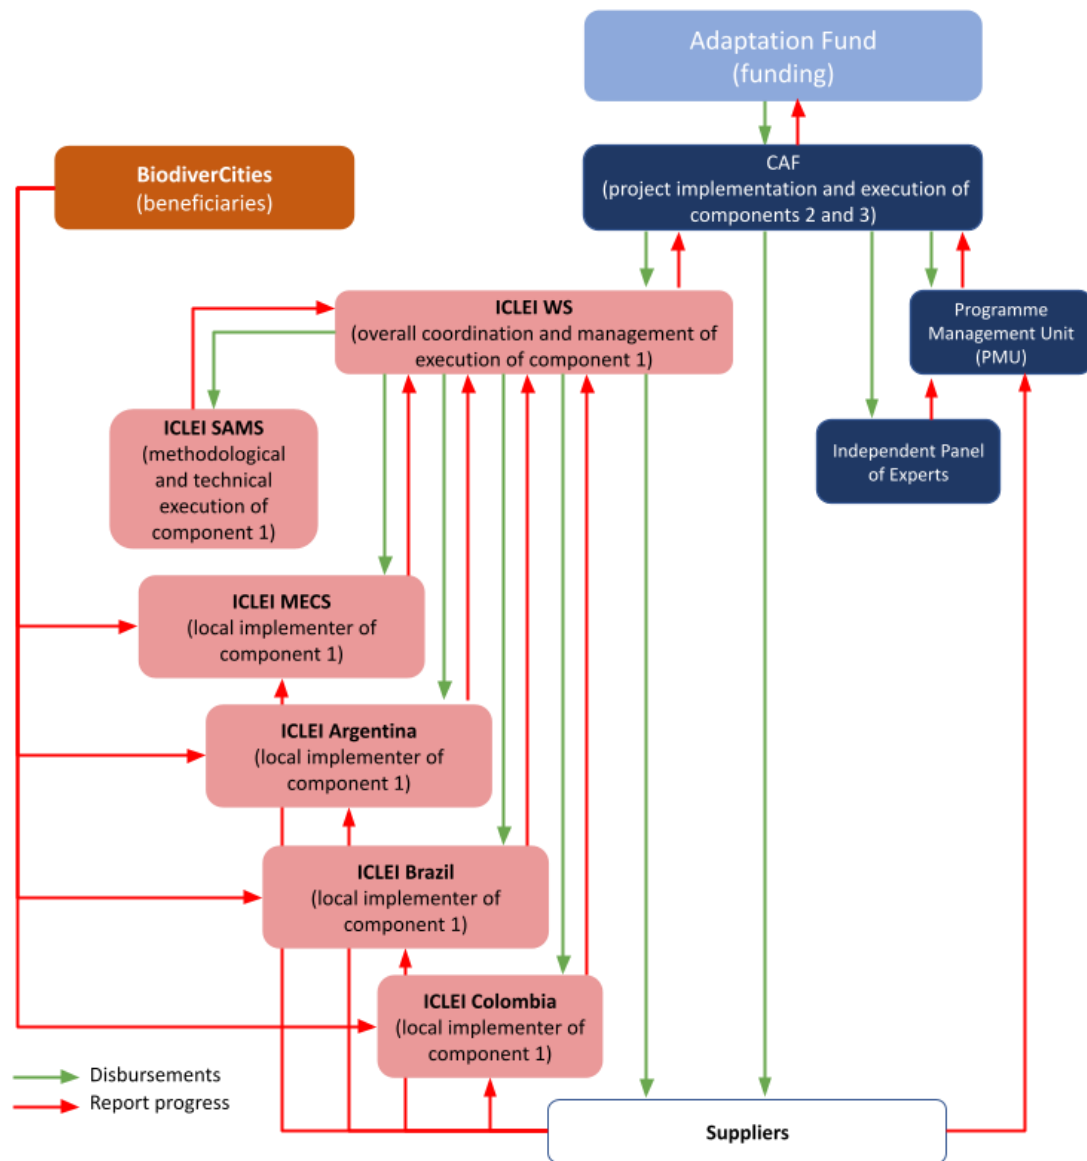 Adaptation Fund
(funding)
BiodiverCities
(beneficiaries)
CAF
(project implementation and execution of
components 2 and 3)
ICLEI WS
(overall coordination and management of
execution of component 1)
Programme
Management Unit
(PMU)
ICLEI SAMS
(methodological
and technical
execution of
component 1)
Independent Panel
of Experts
ICLEI MECS
(local implementer of
component 1)
ICLEI Argentina
(local implementer of
component 1)
ICLEI Brazil
(local implementer of
component 1)
ICLEI Colombia
(local implementer of
component 1)
Disbursements
Report progress
Suppliers